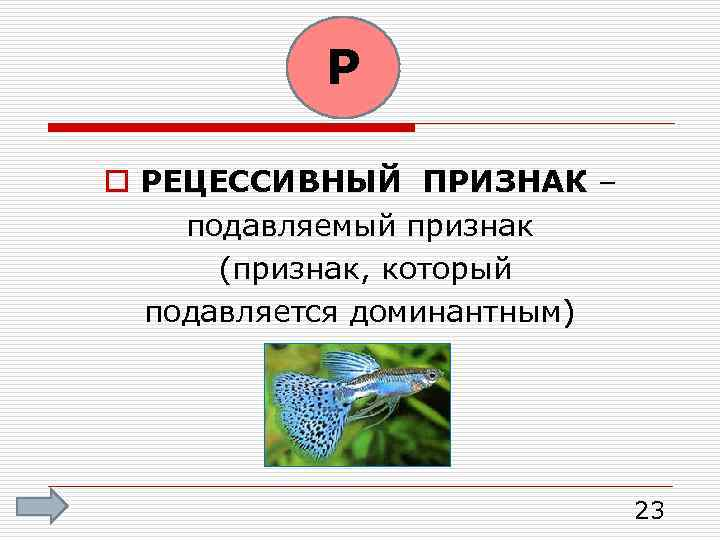 Р
РЕЦЕССИВНЫЙ ПРИЗНАК –
подавляемый признак
(признак, который
подавляется доминантным)
23